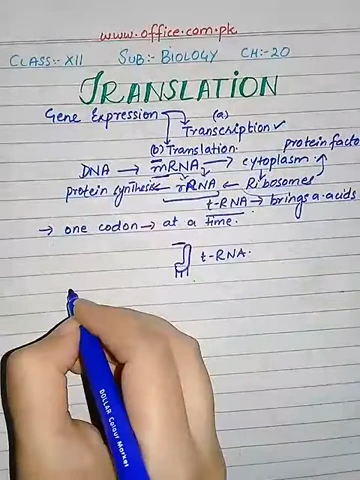 www.office.com.pk
CLASS:- XII SUB:- BIOLOGY CH:- 20
TRANSLATION
Gene Expression (a)
Transcription ✓
(b) Translation. protein facto
DNA → mRNA → cytoplasm.
protein synthesis ← rRNA ← Ribosomes
t-RNA → brings a.acids
→ one codon → at a time.
t-RNA.
DOLLAR Colour Marker